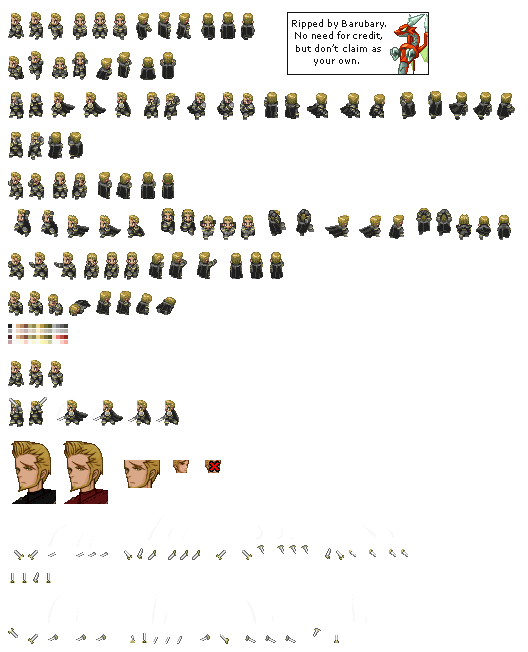 Ripped by Barubary.
No need for credit,
but don't claim as
your own.